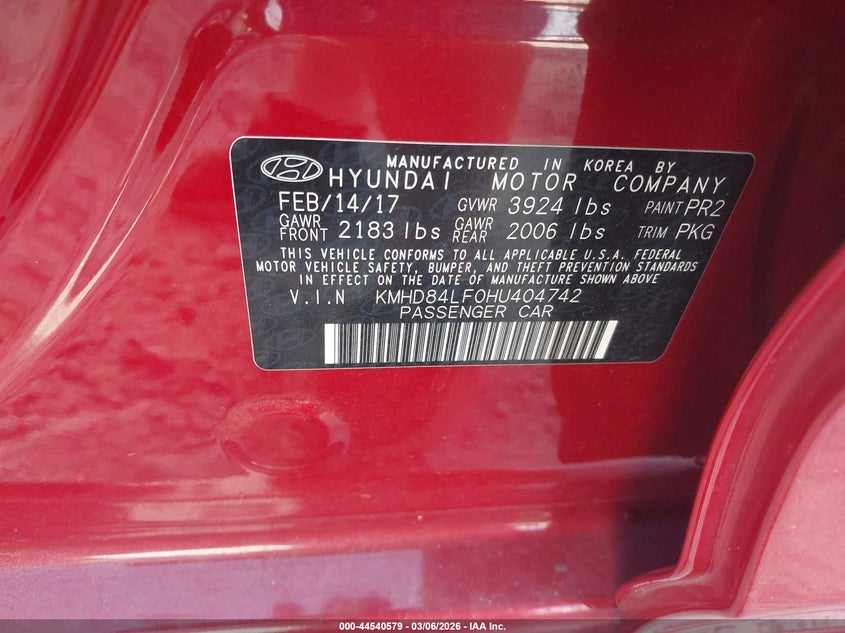 MANUFACTURED IN KOREA BY
HYUNDAI MOTOR COMPANY
FEB/14/17 GVWR 3924 lbs PAINT PR2
GAWR FRONT 2183 lbs GAWR REAR 2006 lbs TRIM PKG
THIS VEHICLE CONFORMS TO ALL APPLICABLE U.S.A. FEDERAL
MOTOR VEHICLE SAFETY, BUMPER, AND THEFT PREVENTION STANDARDS
IN EFFECT ON THE DATE OF MANUFACTURE SHOWN ABOVE
V.I.N KMHD84LF0HU404742
PASSENGER CAR
000-44540579 - 03/06/2026 - IAA Inc.